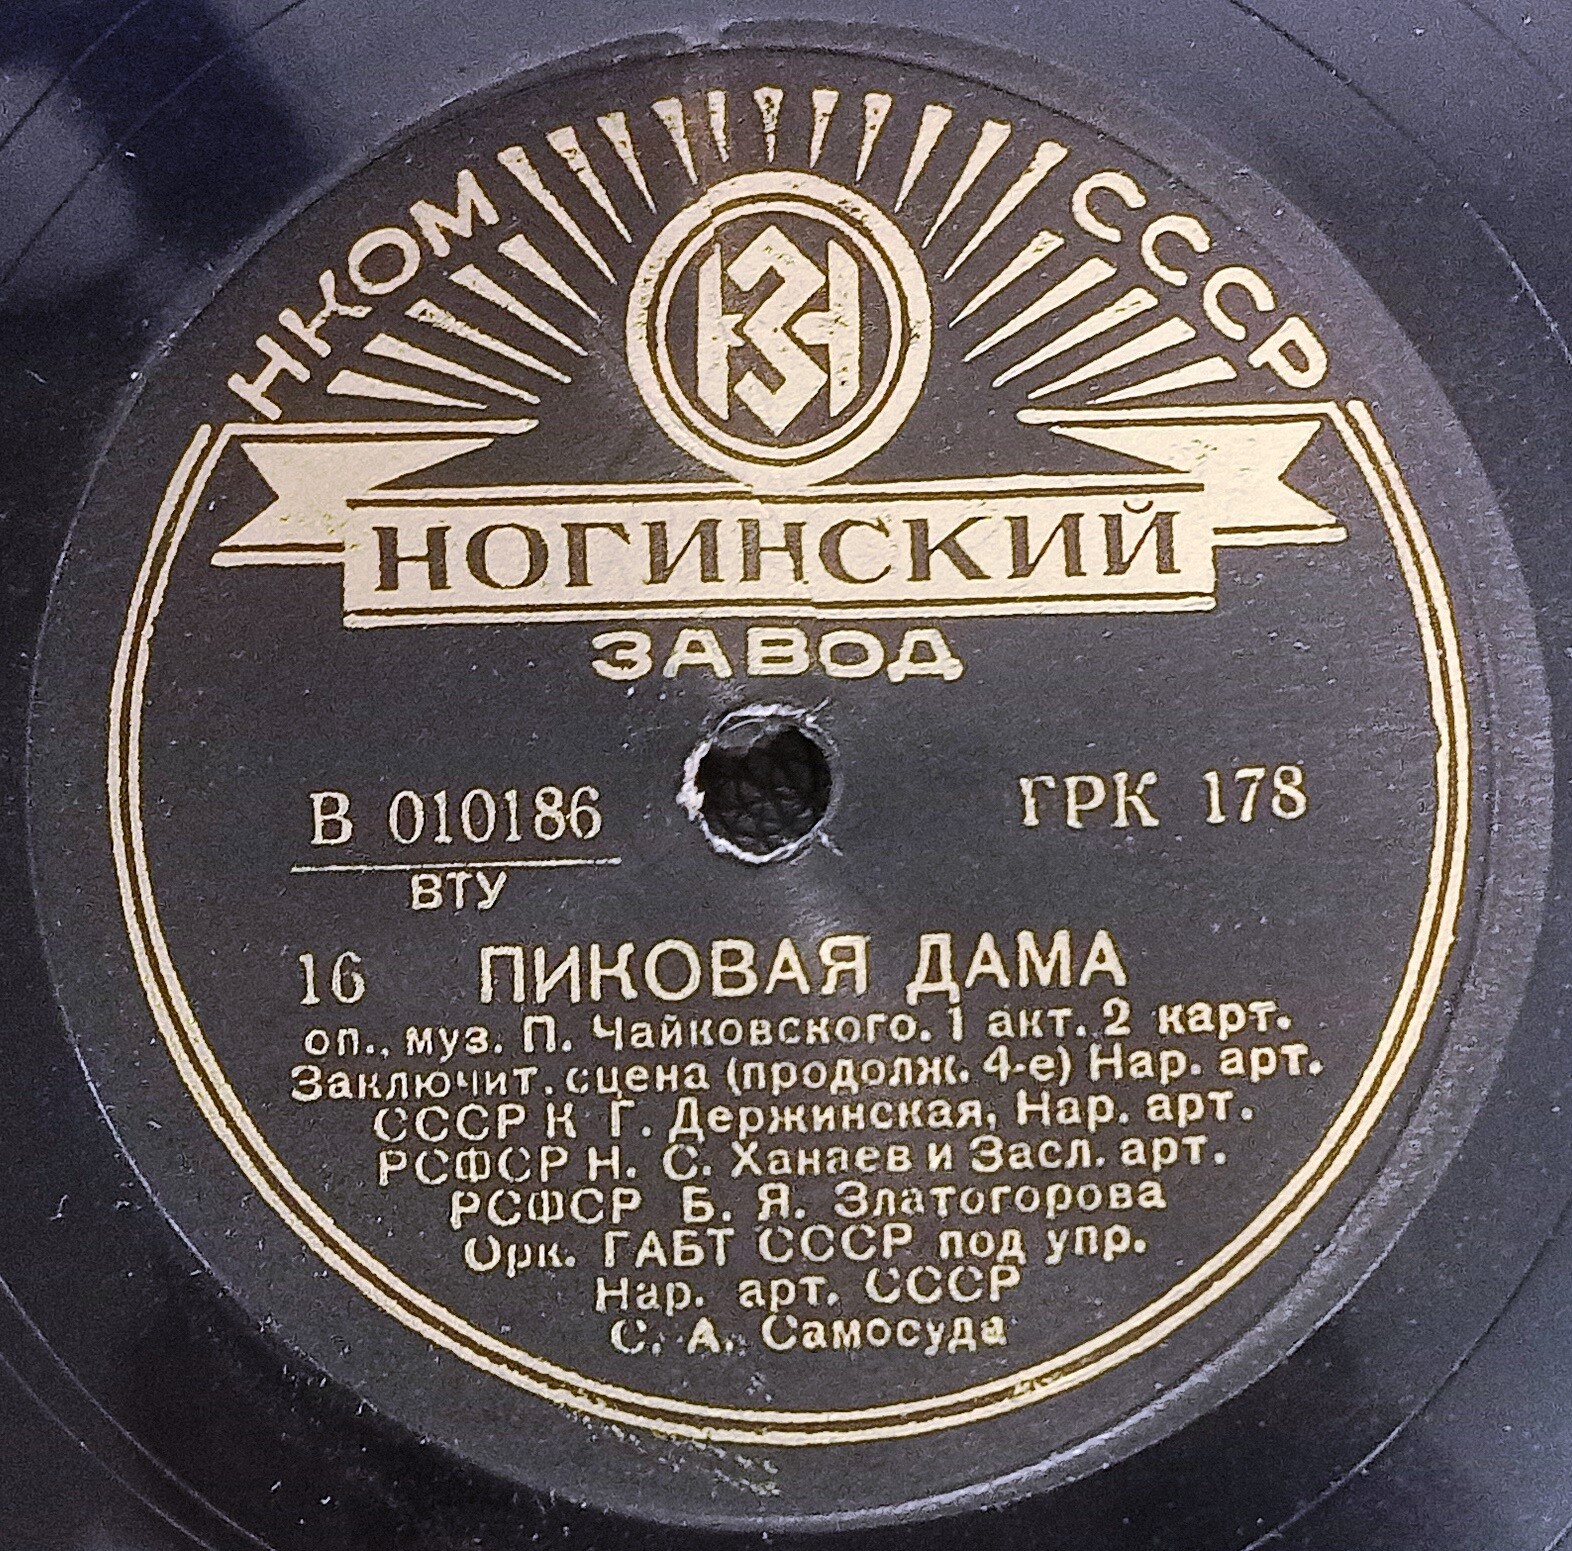 НКОМ СССР
НЗ
НОГИНСКИЙ
ЗАВОД
В 010186 ГРК 178
ВТУ
16 ПИКОВАЯ ДАМА
оп., муз. П. Чайковского. 1 акт. 2 карт.
Заключит. сцена (продолж. 4-е) Нар. арт.
СССР К Г. Держинская, Нар. арт.
РСФСР Н. С. Ханаев и Засл. арт.
РСФСР Б. Я. Златогорова
Орк. ГАБТ СССР под упр.
Нар. арт. СССР
С. А. Самосуда